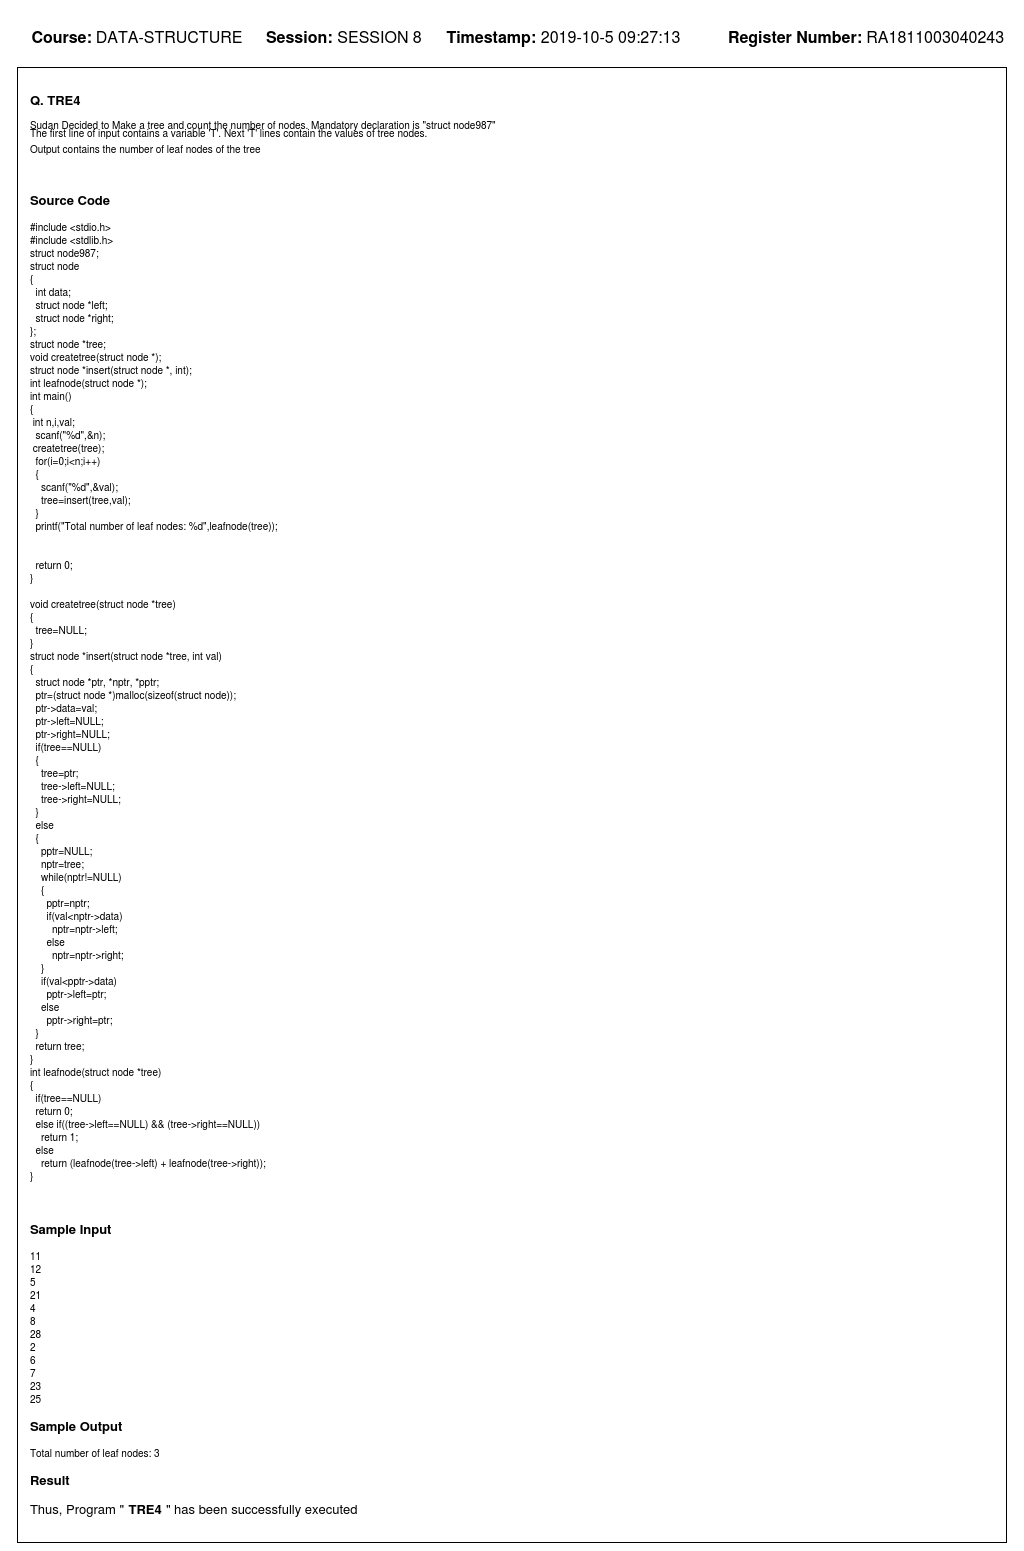 Course: DATA-STRUCTURE Session: SESSION 8 Timestamp: 2019-10-5 09:27:13 Register Number: RA1811003040243
Q. TRE4
Sudan Decided to Make a tree and count the number of nodes. Mandatory declaration is "struct node987"
The first line of input contains a variable 'T'. Next 'T' lines contain the values of tree nodes.
Output contains the number of leaf nodes of the tree
Source Code
#include <stdio.h>
#include <stdlib.h>
struct node987;
struct node
{
int data;
struct node *left;
struct node *right;
};
struct node *tree;
void createtree(struct node *);
struct node *insert(struct node *, int);
int leafnode(struct node *);
int main()
{
int n,i,val;
scanf("%d",&n);
createtree(tree);
for(i=0;i<n;i++)
{
scanf("%d",&val);
tree=insert(tree,val);
}
printf("Total number of leaf nodes: %d",leafnode(tree));
return 0;
}
void createtree(struct node *tree)
{
tree=NULL;
}
struct node *insert(struct node *tree, int val)
{
struct node *ptr, *nptr, *pptr;
ptr=(struct node *)malloc(sizeof(struct node));
ptr->data=val;
ptr->left=NULL;
ptr->right=NULL;
if(tree==NULL)
{
tree=ptr;
tree->left=NULL;
tree->right=NULL;
}
else
{
pptr=NULL;
nptr=tree;
while(nptr!=NULL)
{
pptr=nptr;
if(val<nptr->data)
nptr=nptr->left;
else
nptr=nptr->right;
}
if(val<pptr->data)
pptr->left=ptr;
else
pptr->right=ptr;
}
return tree;
}
int leafnode(struct node *tree)
{
if(tree==NULL)
return 0;
else if((tree->left==NULL) && (tree->right==NULL))
return 1;
else
return (leafnode(tree->left) + leafnode(tree->right));
}
Sample Input
11
12
5
21
4
8
28
2
6
7
23
25
Sample Output
Total number of leaf nodes: 3
Result
Thus, Program " TRE4 " has been successfully executed